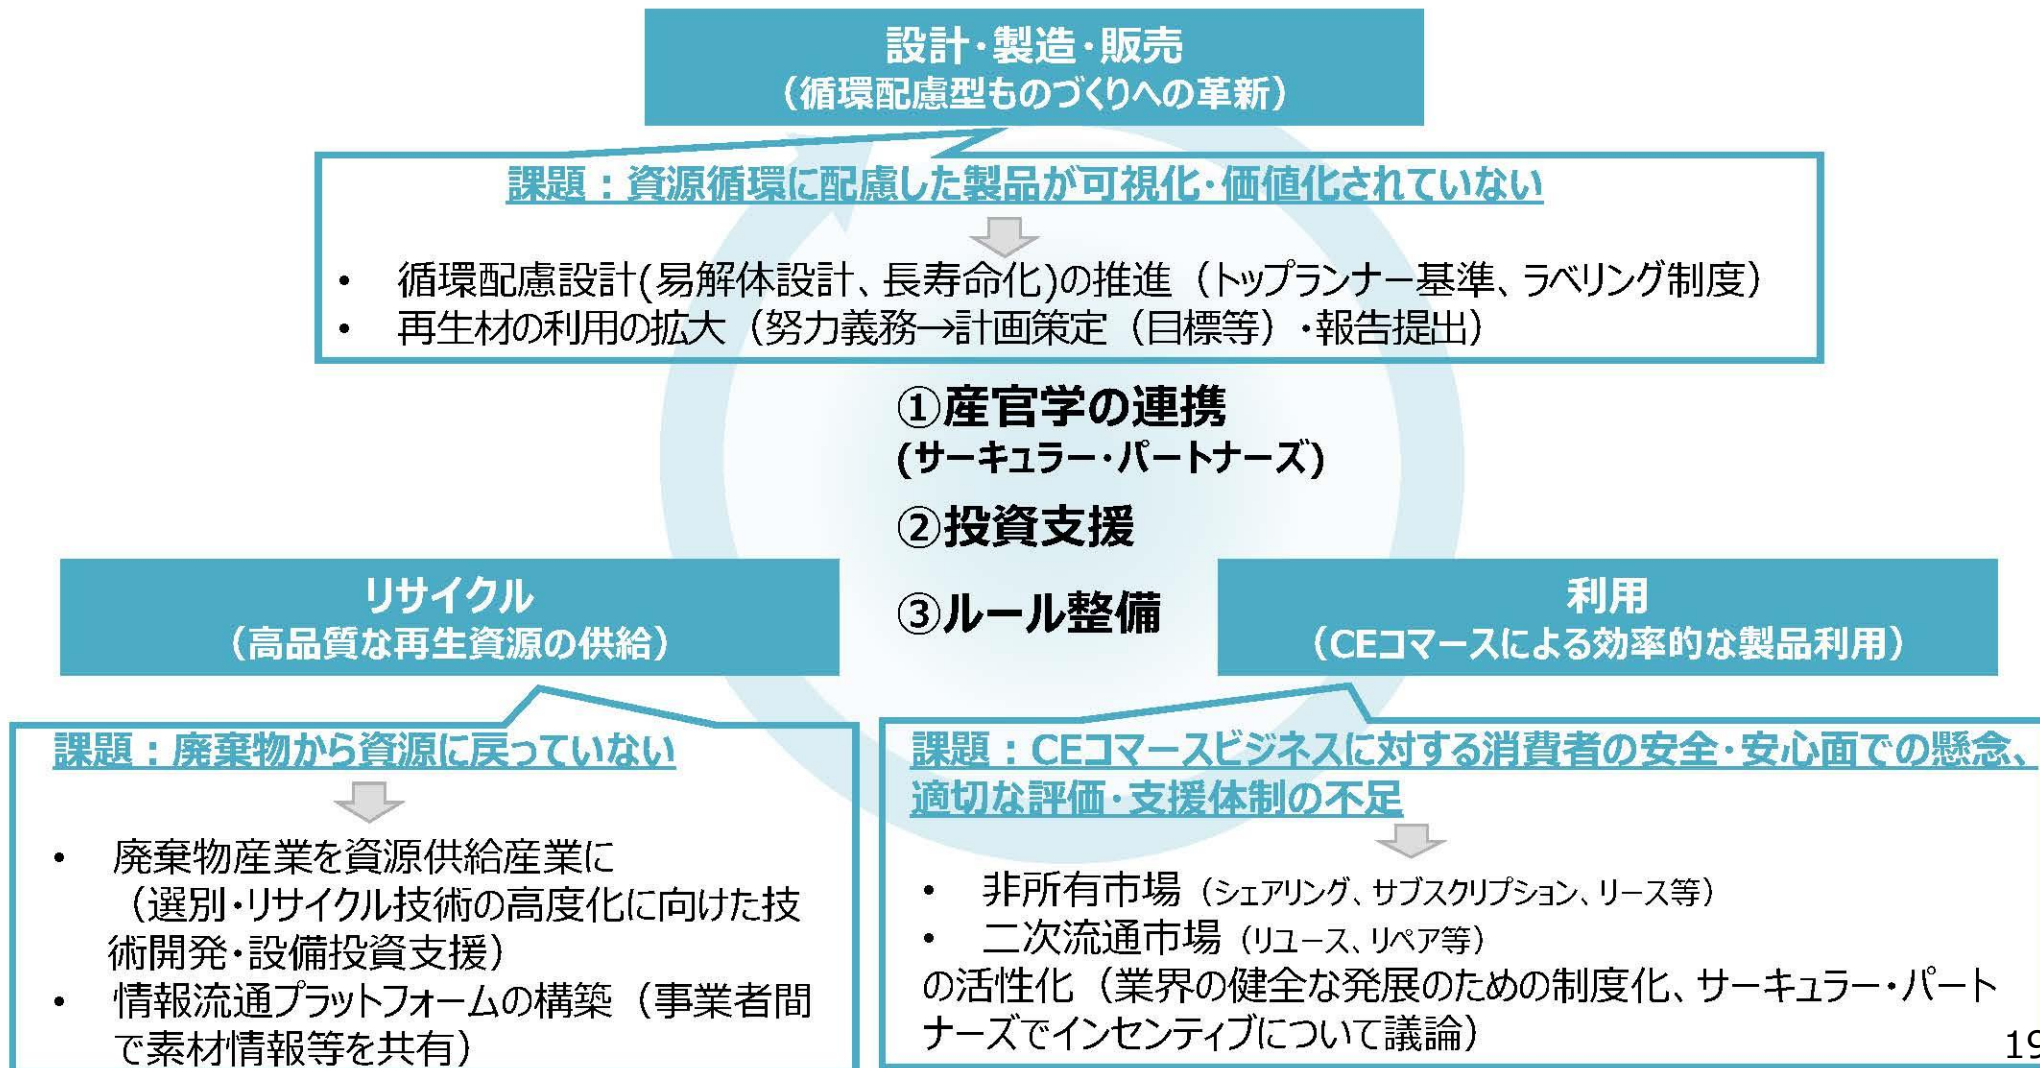 設計・製造・販売
（循環配慮型ものづくりへの革新）
課題：資源循環に配慮した製品が可視化・価値化されていない
• 循環配慮設計(易解体設計、長寿命化)の推進（トップランナー基準、ラベリング制度）
• 再生材の利用の拡大（努力義務→計画策定（目標等）・報告提出）
①産官学の連携
(サーキュラー・パートナーズ)
②投資支援
③ルール整備
リサイクル
（高品質な再生資源の供給）
課題：廃棄物から資源に戻っていない
• 廃棄物産業を資源供給産業に
（選別・リサイクル技術の高度化に向けた技
術開発・設備投資支援）
• 情報流通プラットフォームの構築（事業者間
で素材情報等を共有）
利用
（CEコマースによる効率的な製品利用）
課題：CEコマースビジネスに対する消費者の安全・安心面での懸念、
適切な評価・支援体制の不足
• 非所有市場（シェアリング、サブスクリプション、リース等）
• 二次流通市場（リユース、リペア等）
の活性化（業界の健全な発展のための制度化、サーキュラー・パート
ナーズでインセンティブについて議論）
19